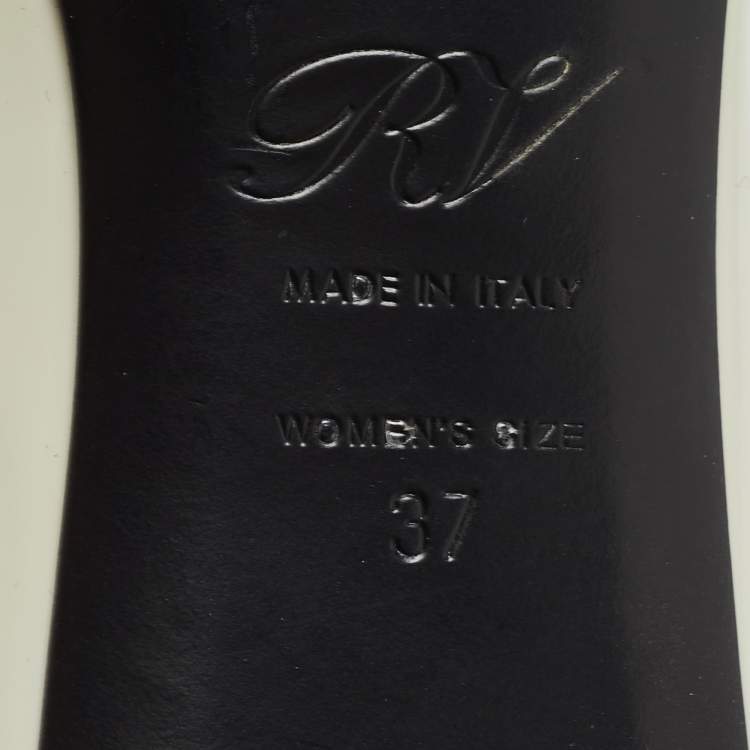 RV
MADE IN ITALY
WOMEN'S SIZE
37